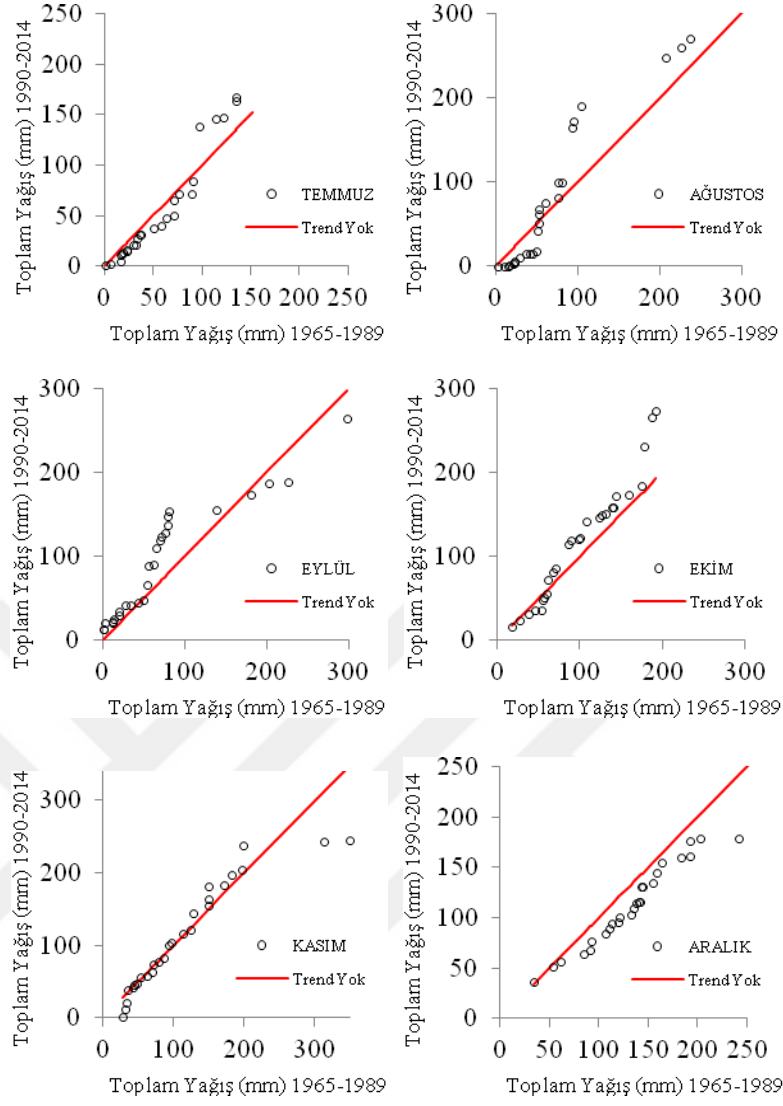 Toplam Yağış (mm) 1990-2014
250
200
150
100
50
0
0 50 100 150 200 250
TEMMUZ
Trend Yok
Toplam Yağış (mm) 1965-1989
Toplam Yağış (mm) 1990-2014
300
200
100
0
0 100 200 300
AĞUSTOS
Trend Yok
Toplam Yağış (mm) 1965-1989
Toplam Yağış (mm) 1990-2014
300
200
100
0
0 100 200 300
EYLÜL
Trend Yok
Toplam Yağış (mm) 1965-1989
Toplam Yağış (mm) 1990-2014
300
200
100
0
0 100 200 300
EKİM
Trend Yok
Toplam Yağış (mm) 1965-1989
Toplam Yağış (mm) 1990-2014
300
200
100
0
0 100 200 300
KASIM
Trend Yok
Toplam Yağış (mm) 1965-1989
Toplam Yağış (mm) 1990-2014
250
200
150
100
50
0
0 50 100 150 200 250
ARALIK
Trend Yok
Toplam Yağış (mm) 1965-1989